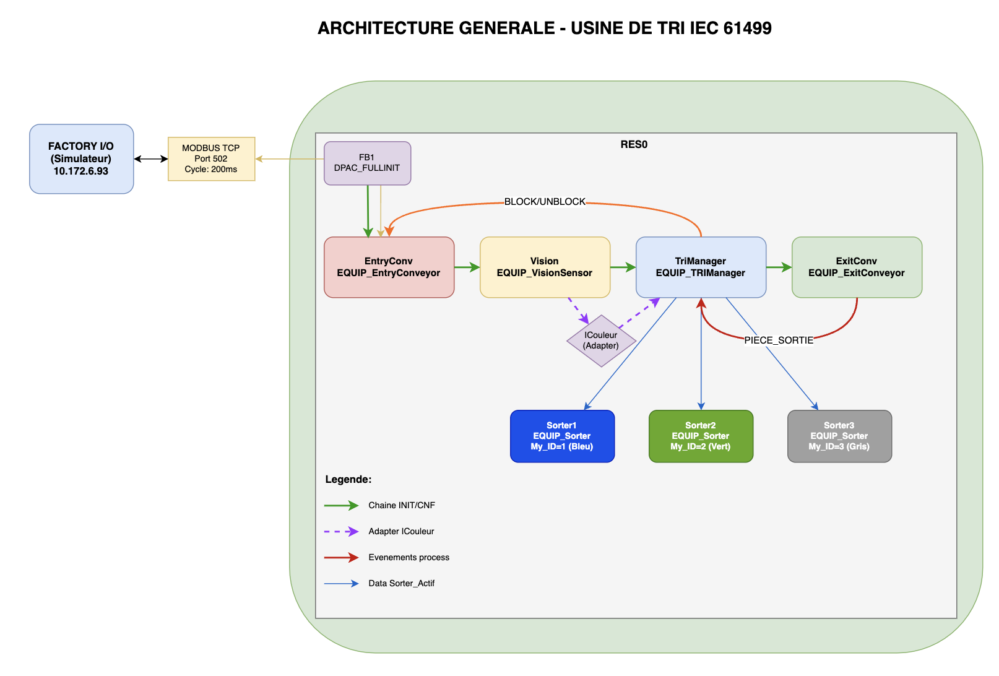 ARCHITECTURE GENERALE - USINE DE TRI IEC 61499
FACTORY I/O
(Simulateur)
10.172.6.93
MODBUS TCP
Port 502
Cycle: 200ms
RES0
FB1
DPAC_FULLINIT
BLOCK/UNBLOCK
EntryConv
EQUIP_EntryConveyor
Vision
EQUIP_VisionSensor
TriManager
EQUIP_TRIManager
ExitConv
EQUIP_ExitConveyor
ICouleur
(Adapter)
PIECE_SORTIE
Sorter1
EQUIP_Sorter
My_ID=1 (Bleu)
Sorter2
EQUIP_Sorter
My_ID=2 (Vert)
Sorter3
EQUIP_Sorter
My_ID=3 (Gris)
Legende:
Chaine INIT/CNF
Adapter ICouleur
Evenements process
Data Sorter_Actif